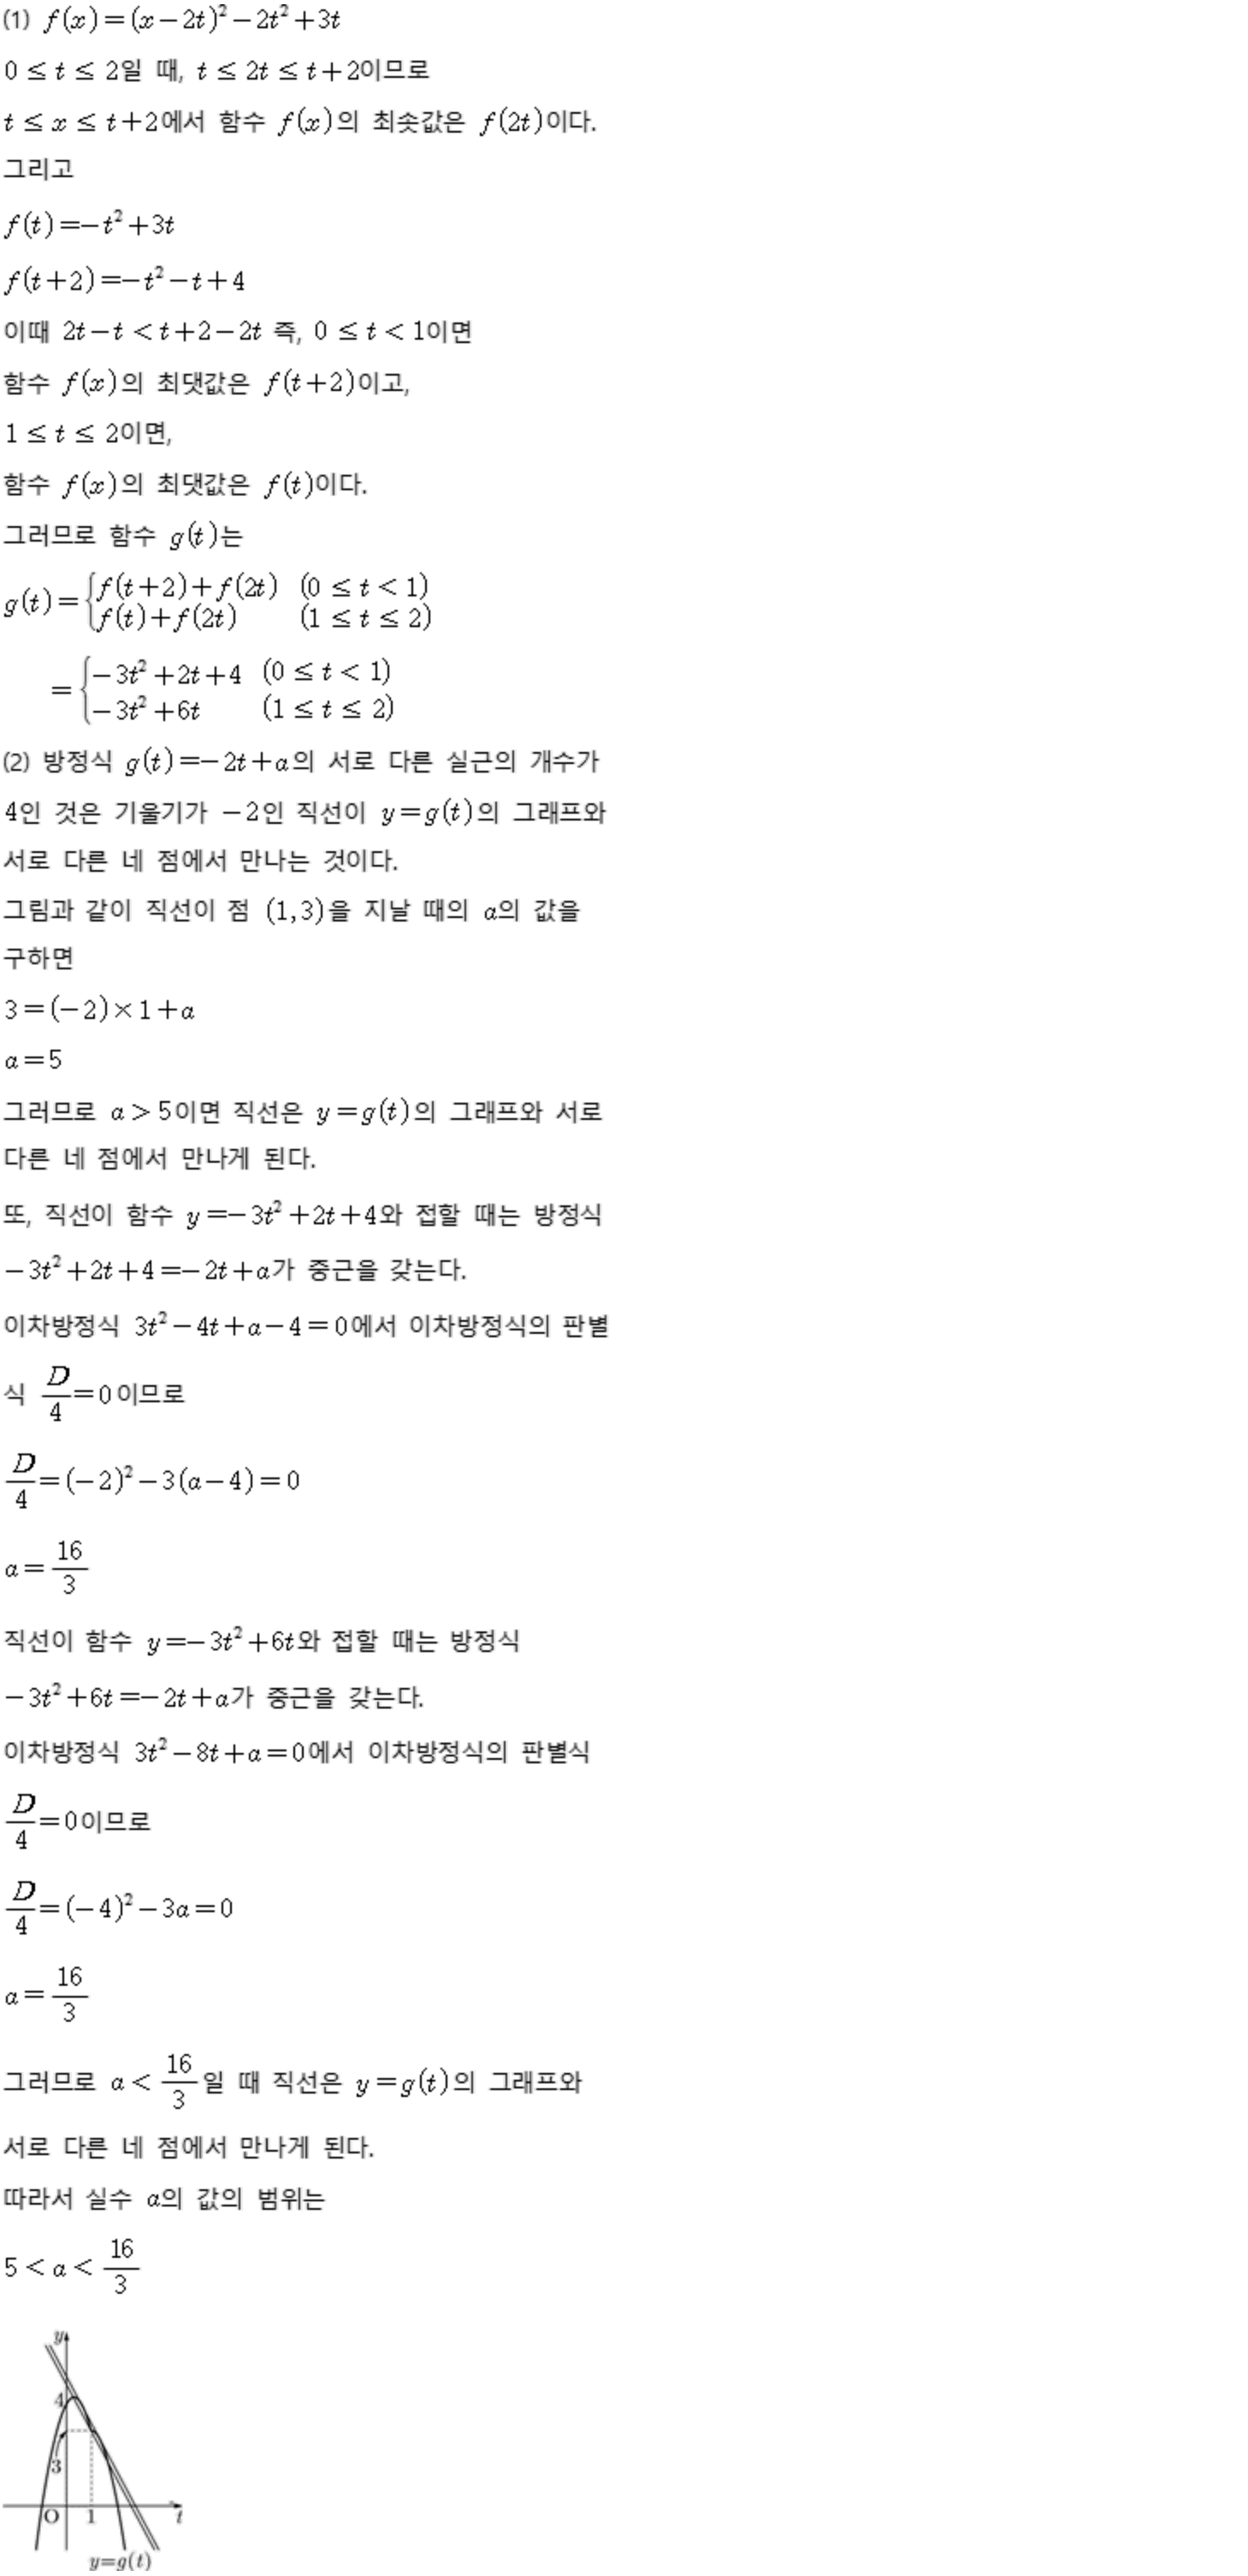 (1) f(x)=(x-2t)²-2t²+3t
0 ≤ t ≤ 2일 때, t ≤ 2t ≤ t+2이므로
t ≤ x ≤ t+2에서 함수 f(x)의 최솟값은 f(2t)이다.
그리고
f(t)=-t²+3t
f(t+2)=-t²-t+4
이때 2t-t < t+2-2t 즉, 0 ≤ t < 1이면
함수 f(x)의 최댓값은 f(t+2)이고,
1 ≤ t ≤ 2이면,
함수 f(x)의 최댓값은 f(t)이다.
그러므로 함수 g(t)는
g(t)={f(t+2)+f(2t) (0 ≤ t < 1)
f(t)+f(2t) (1 ≤ t ≤ 2)
={-3t²+2t+4 (0 ≤ t < 1)
-3t²+6t (1 ≤ t ≤ 2)
(2) 방정식 g(t)=-2t+a의 서로 다른 실근의 개수가
4인 것은 기울기가 -2인 직선이 y=g(t)의 그래프와
서로 다른 네 점에서 만나는 것이다.
그림과 같이 직선이 점 (1,3)을 지날 때의 a의 값을
구하면
3=(-2)×1+a
a=5
그러므로 a > 5이면 직선은 y=g(t)의 그래프와 서로
다른 네 점에서 만나게 된다.
또, 직선이 함수 y=-3t²+2t+4와 접할 때는 방정식
-3t²+2t+4=-2t+a가 중근을 갖는다.
이차방정식 3t²-4t+a-4=0에서 이차방정식의 판별
식 D/4=0이므로
D/4=(-2)²-3(a-4)=0
a=16/3
직선이 함수 y=-3t²+6t와 접할 때는 방정식
-3t²+6t=-2t+a가 중근을 갖는다.
이차방정식 3t²-8t+a=0에서 이차방정식의 판별식
D/4=0이므로
D/4=(-4)²-3a=0
a=16/3
그러므로 a < 16/3일 때 직선은 y=g(t)의 그래프와
서로 다른 네 점에서 만나게 된다.
따라서 실수 a의 값의 범위는
5 < a < 16/3
y
4
3
O 1 t
y=g(t)